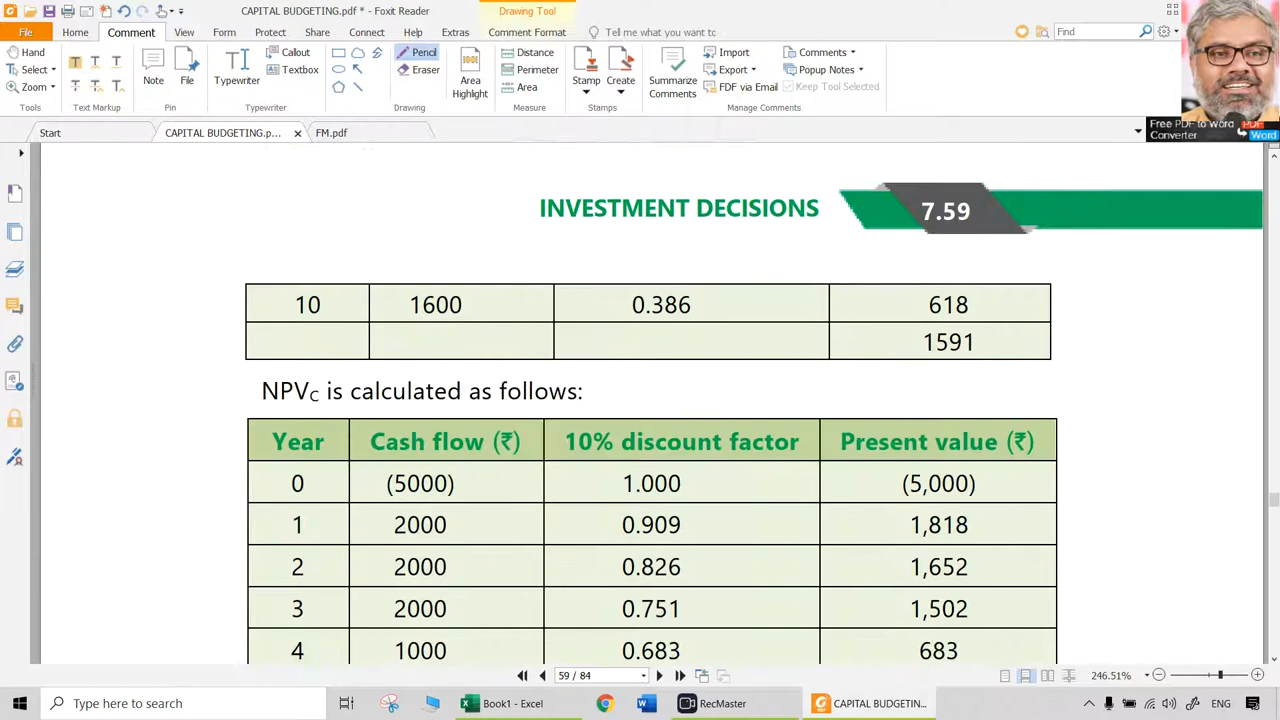 CAPITAL BUDGETING.pdf * - Foxit Reader
Drawing Tool
File Home Comment View Form Protect Share Connect Help Extras Comment Format Tell me what you want to Find
Hand
Select
Zoom
Tools
Text Markup
Note
File
Pin
Typewriter
Callout
Textbox
Typewriter
Pencil
Eraser
Drawing
Area Highlight
Distance
Perimeter
Area
Measure
Stamp
Create
Stamps
Summarize Comments
Import
Export
FDF via Email
Comments
Popup Notes
Keep Tool Selected
Manage Comments
Free PDF to Word Converter
PDF
Word
Start CAPITAL BUDGETING.p... FM.pdf
INVESTMENT DECISIONS 7.59
10 1600 0.386 618
1591
NPVC is calculated as follows:
Year Cash flow (₹) 10% discount factor Present value (₹)
0 (5000) 1.000 (5,000)
1 2000 0.909 1,818
2 2000 0.826 1,652
3 2000 0.751 1,502
4 1000 0.683 683
59 / 84 246.51%
Type here to search Book1 - Excel RecMaster CAPITAL BUDGETIN... ENG